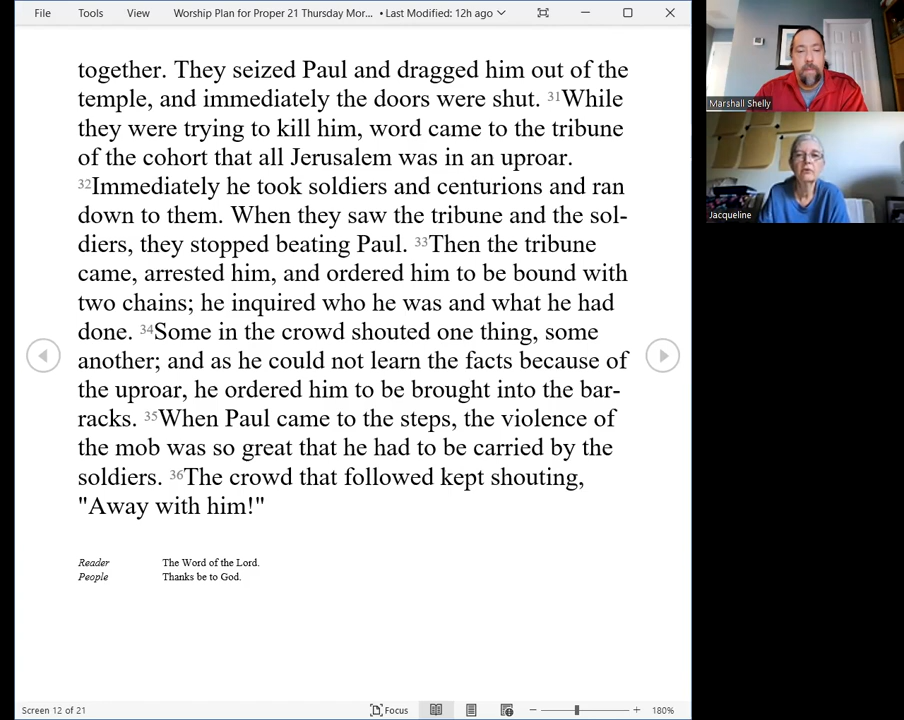 File Tools View Worship Plan for Proper 21 Thursday Mor... • Last Modified: 12h ago
together. They seized Paul and dragged him out of the
temple, and immediately the doors were shut. 31While
they were trying to kill him, word came to the tribune
of the cohort that all Jerusalem was in an uproar.
32Immediately he took soldiers and centurions and ran
down to them. When they saw the tribune and the sol-
diers, they stopped beating Paul. 33Then the tribune
came, arrested him, and ordered him to be bound with
two chains; he inquired who he was and what he had
done. 34Some in the crowd shouted one thing, some
another; and as he could not learn the facts because of
the uproar, he ordered him to be brought into the bar-
racks. 35When Paul came to the steps, the violence of
the mob was so great that he had to be carried by the
soldiers. 36The crowd that followed kept shouting,
"Away with him!"
Reader The Word of the Lord.
People Thanks be to God.
Screen 12 of 21 Focus 180%
Marshall Shelly
Jacqueline